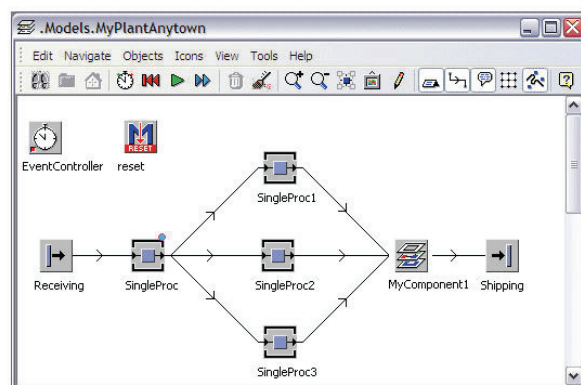 .Models.MyPlantAnytown
Edit Navigate Objects Icons View Tools Help
EventController
RESET
reset
SingleProc1
Receiving
SingleProc
SingleProc2
MyComponent1
Shipping
SingleProc3